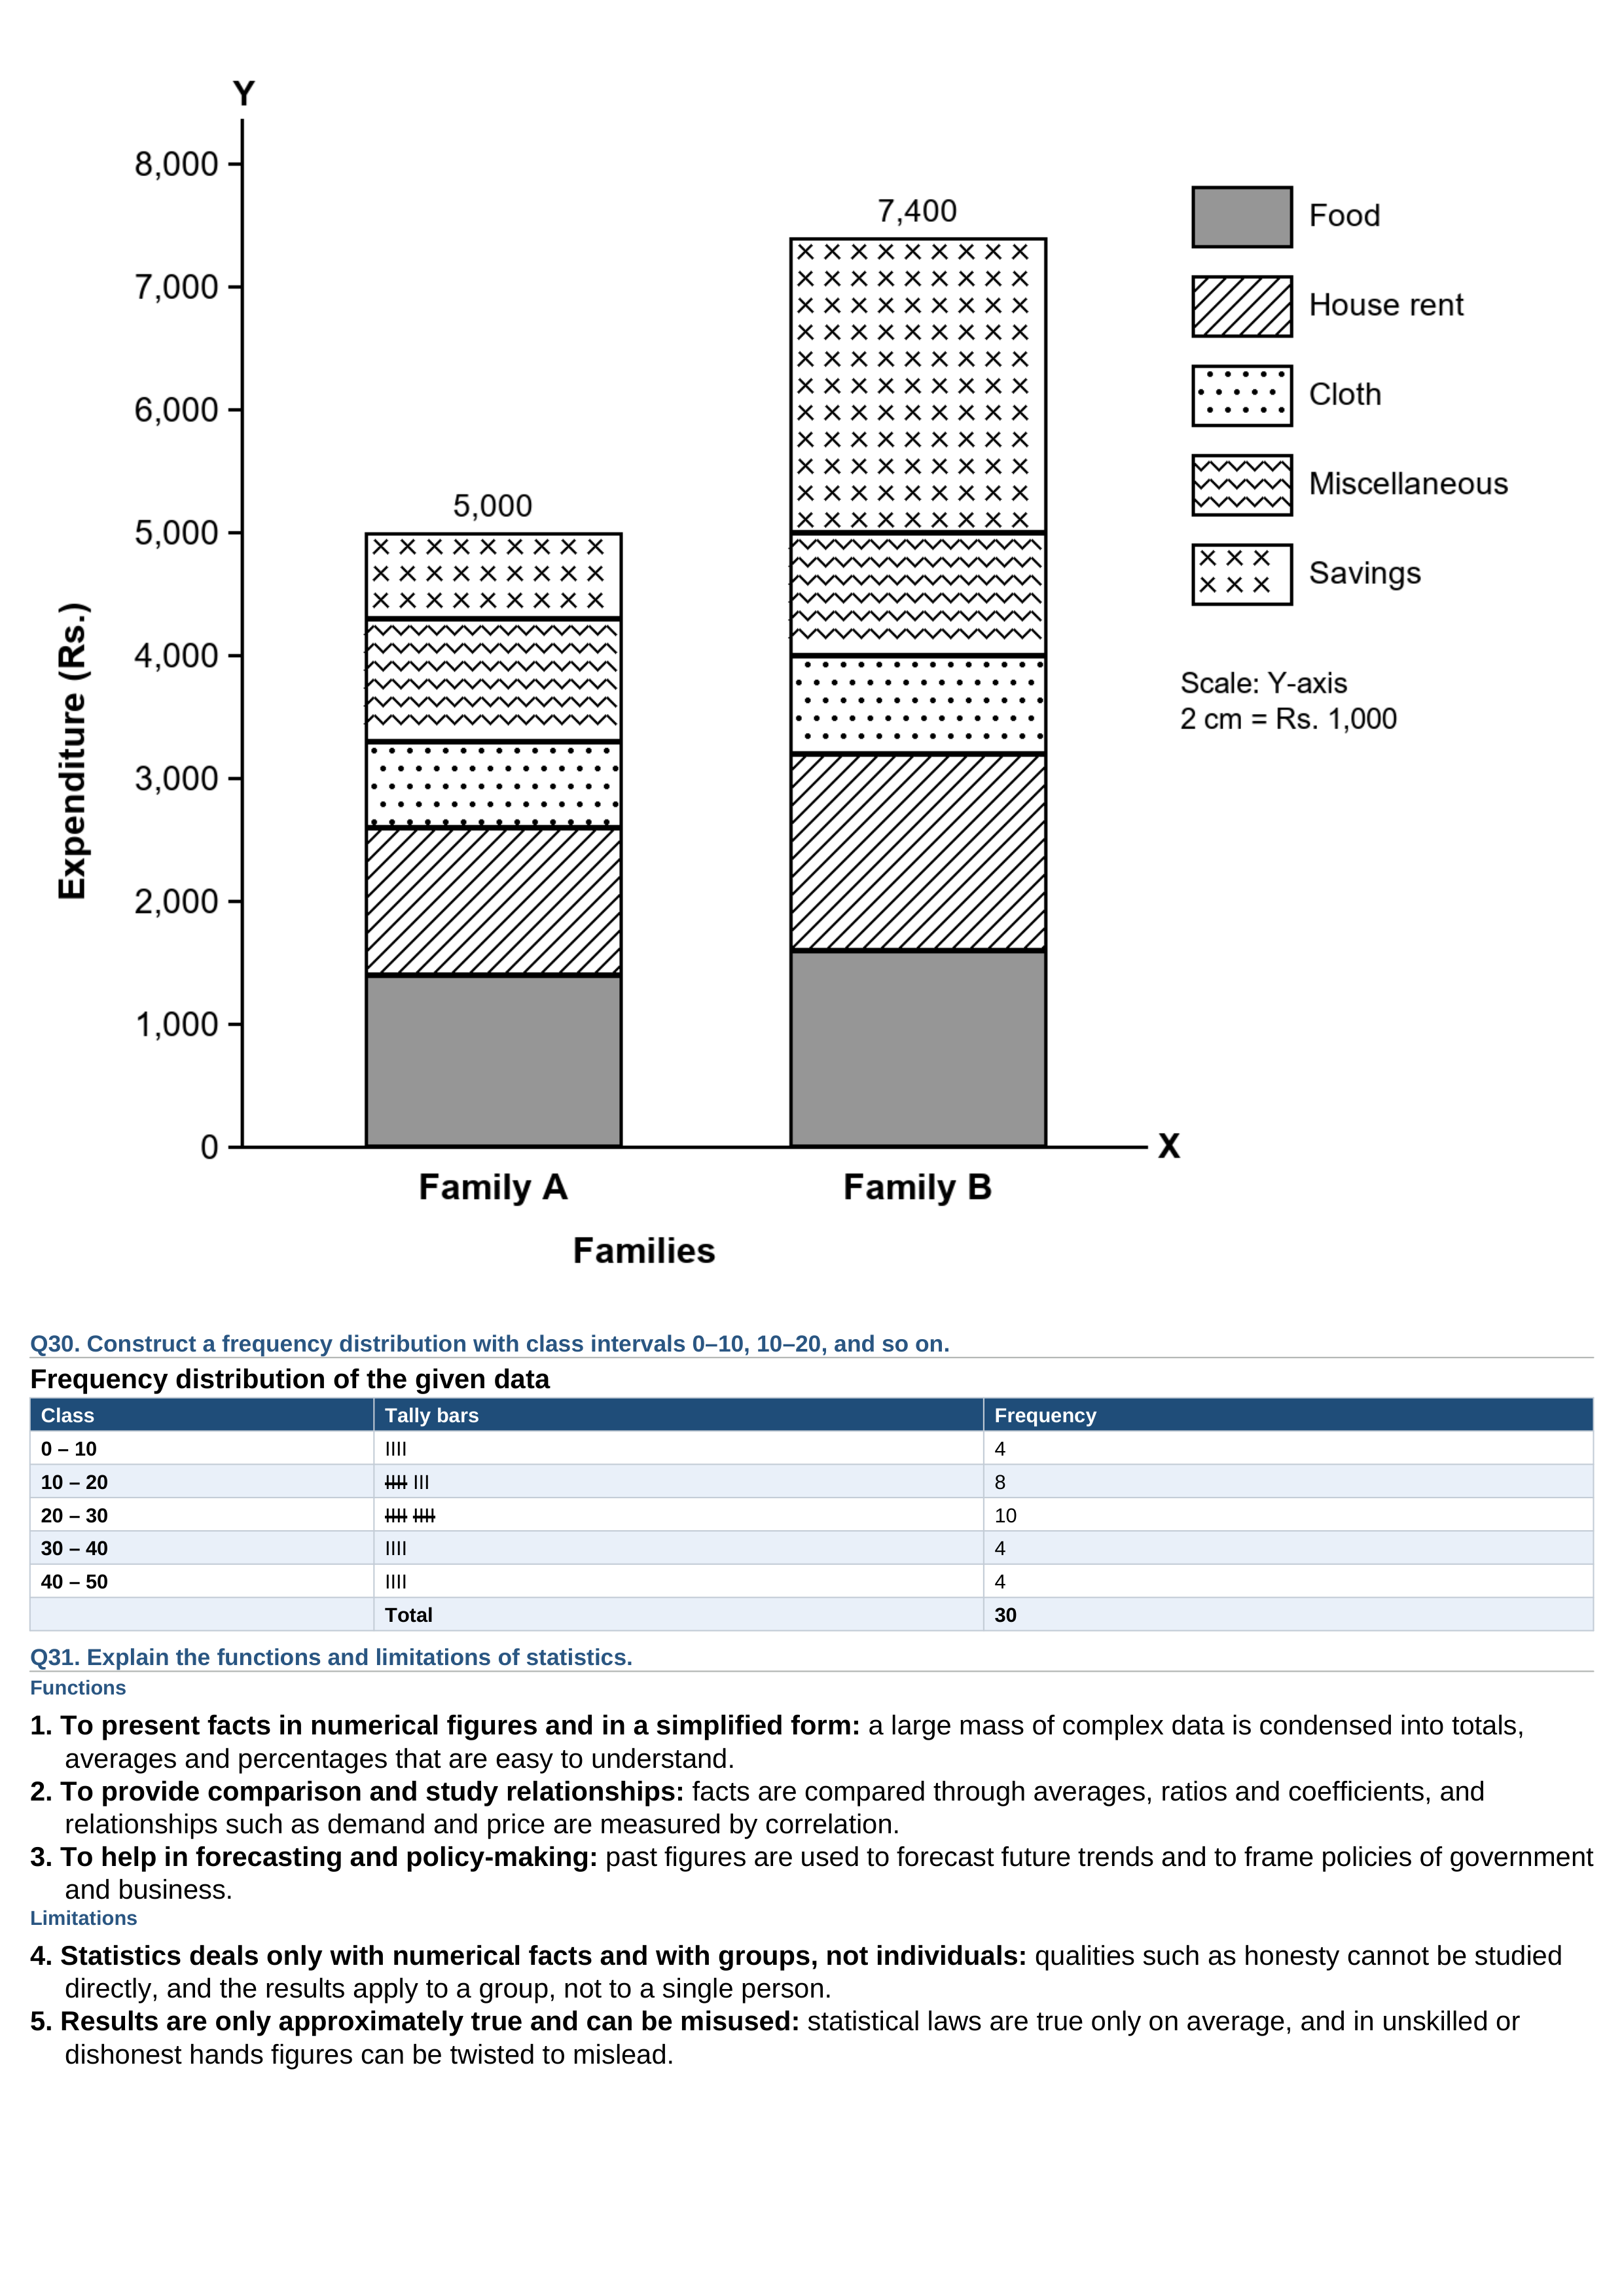 Y
8,000
7,000
6,000
5,000
4,000
3,000
2,000
1,000
0
Expenditure (Rs.)
5,000
7,400
Family A
Family B
X
Families
Food
House rent
Cloth
Miscellaneous
Savings
Scale: Y-axis
2 cm = Rs. 1,000
Q30. Construct a frequency distribution with class intervals 0–10, 10–20, and so on.
Frequency distribution of the given data
Class Tally bars Frequency
0 – 10 IIII 4
10 – 20 I̶I̶I̶I̶ III 8
20 – 30 I̶I̶I̶I̶ I̶I̶I̶I̶ 10
30 – 40 IIII 4
40 – 50 IIII 4
Total 30
Q31. Explain the functions and limitations of statistics.
Functions
1. To present facts in numerical figures and in a simplified form: a large mass of complex data is condensed into totals,
averages and percentages that are easy to understand.
2. To provide comparison and study relationships: facts are compared through averages, ratios and coefficients, and
relationships such as demand and price are measured by correlation.
3. To help in forecasting and policy-making: past figures are used to forecast future trends and to frame policies of government
and business.
Limitations
4. Statistics deals only with numerical facts and with groups, not individuals: qualities such as honesty cannot be studied
directly, and the results apply to a group, not to a single person.
5. Results are only approximately true and can be misused: statistical laws are true only on average, and in unskilled or
dishonest hands figures can be twisted to mislead.